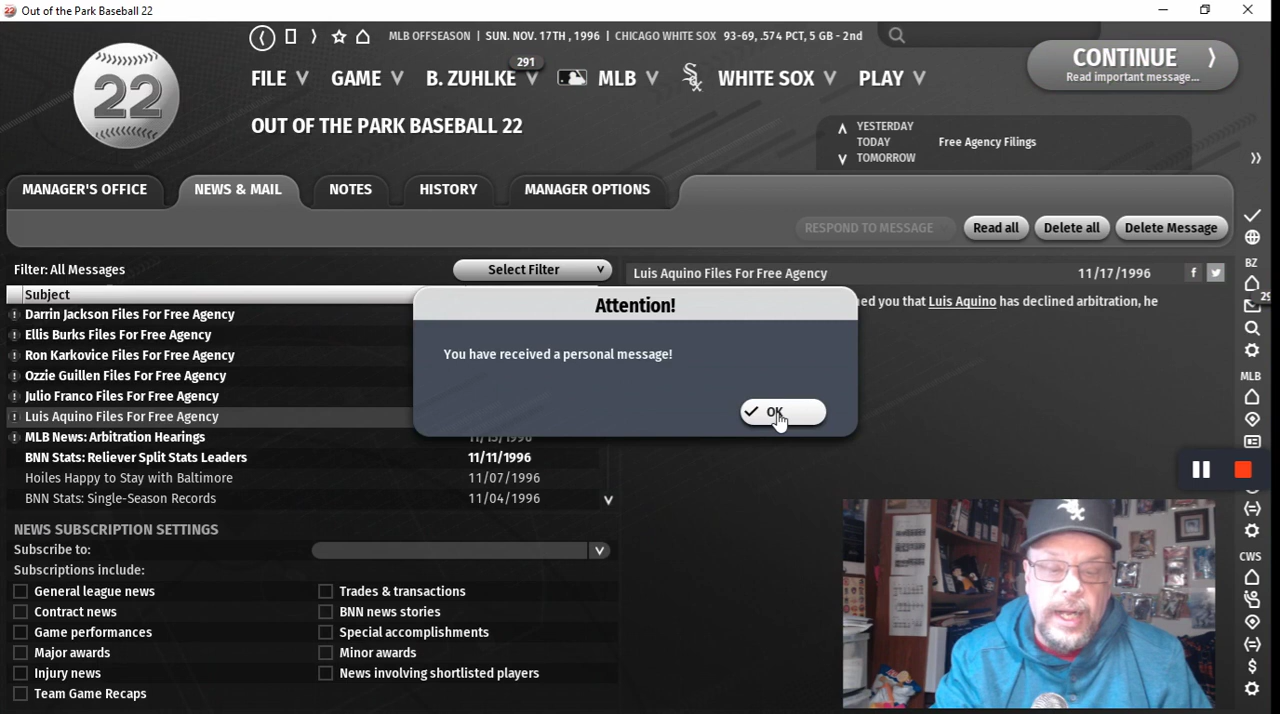 Out of the Park Baseball 22
MLB OFFSEASON | SUN. NOV. 17TH , 1996 | CHICAGO WHITE SOX 93-69, .574 PCT, 5 GB - 2nd
291
FILE GAME B. ZUHLKE MLB WHITE SOX PLAY
CONTINUE
Read important message...
22
OUT OF THE PARK BASEBALL 22
YESTERDAY
TODAY Free Agency Filings
TOMORROW
MANAGER'S OFFICE NEWS & MAIL NOTES HISTORY MANAGER OPTIONS
RESPOND TO MESSAGE Read all Delete all Delete Message
Filter: All Messages Select Filter
Luis Aquino Files For Free Agency 11/17/1996
Subject
Darrin Jackson Files For Free Agency
Ellis Burks Files For Free Agency
Ron Karkovice Files For Free Agency
Ozzie Guillen Files For Free Agency
Julio Franco Files For Free Agency
Luis Aquino Files For Free Agency
MLB News: Arbitration Hearings
BNN Stats: Reliever Split Stats Leaders 11/11/1996
Hoiles Happy to Stay with Baltimore 11/07/1996
BNN Stats: Single-Season Records 11/04/1996
you that Luis Aquino has declined arbitration, he
Attention!
You have received a personal message!
OK
NEWS SUBSCRIPTION SETTINGS
Subscribe to:
Subscriptions include:
General league news Trades & transactions
Contract news BNN news stories
Game performances Special accomplishments
Major awards Minor awards
Injury news News involving shortlisted players
Team Game Recaps
BZ
29
MLB
CWS